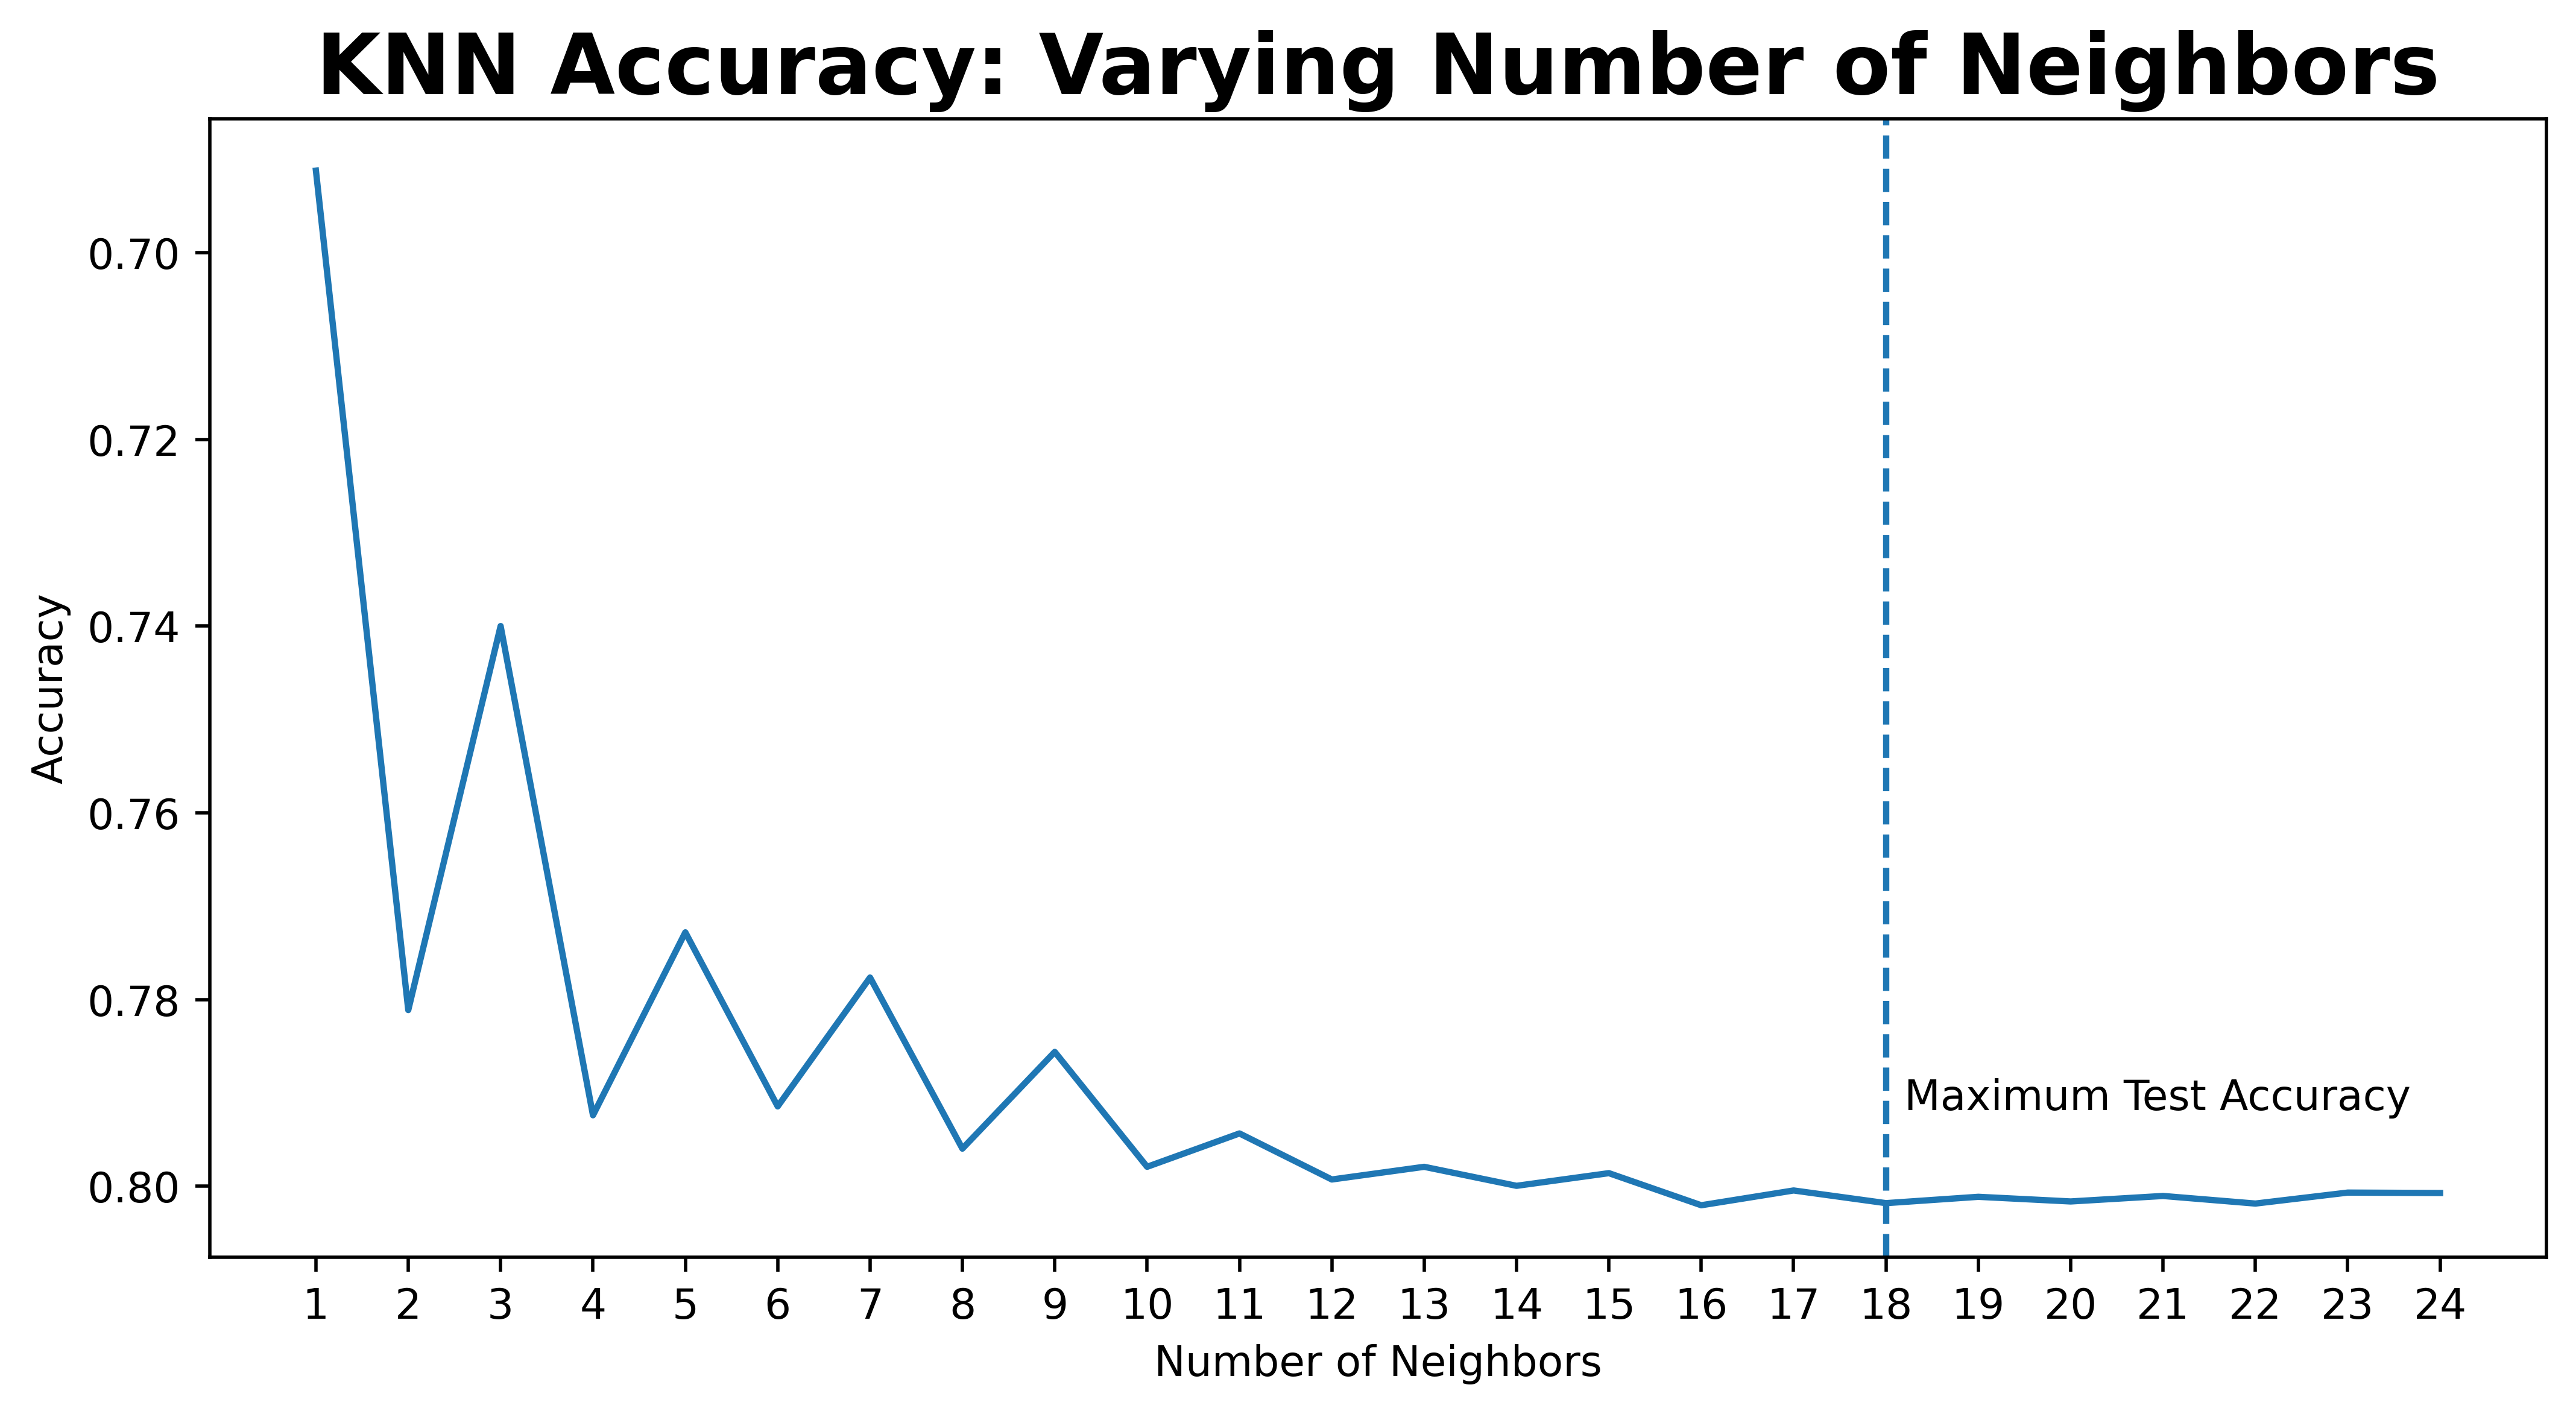 KNN Accuracy: Varying Number of Neighbors
0.70
0.72
0.74
0.76
0.78
0.80
Accuracy
Maximum Test Accuracy
1 2 3 4 5 6 7 8 9 10 11 12 13 14 15 16 17 18 19 20 21 22 23 24
Number of Neighbors